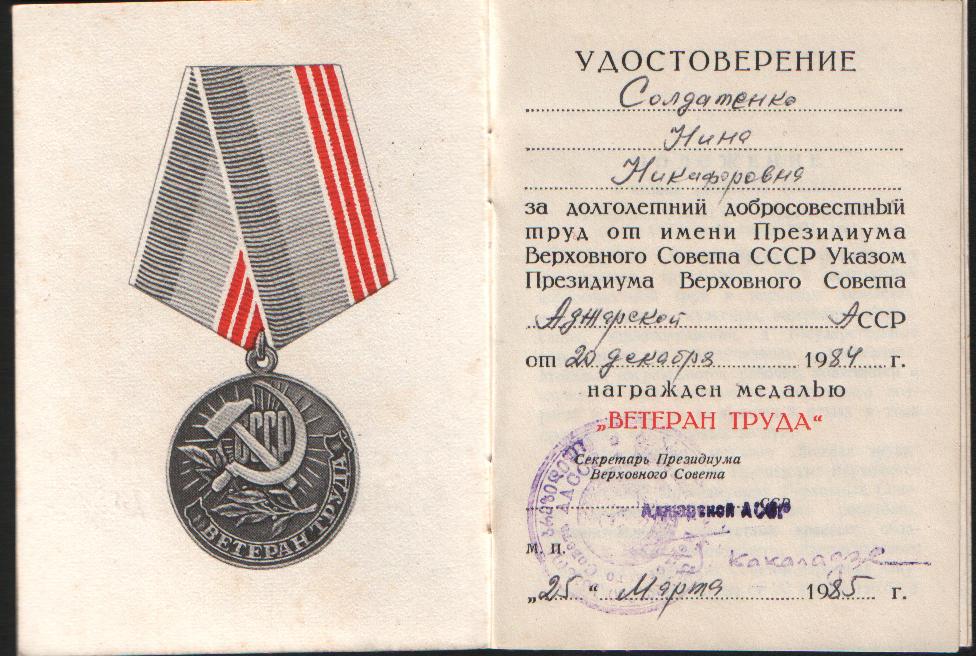 СССР
ВЕТЕРАН ТРУДА
УДОСТОВЕРЕНИЕ
Солдатенко
Нина
Никифоровна
за долголетний добросовестный
труд от имени Президиума
Верховного Совета СССР Указом
Президиума Верховного Совета
Аджарской АССР
от 20 декабря 1984 г.
награжден медалью
„ВЕТЕРАН ТРУДА“
Секретарь Президиума
Верховного Совета
Аджарской АССР
м. п.
какаладзе
„25“ Марта 1985 г.